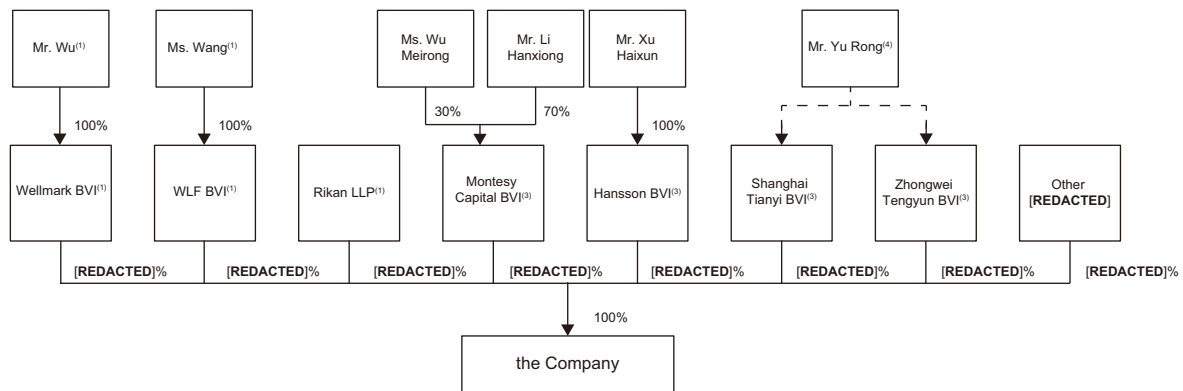 Mr. Wu(1)
Ms. Wang(1)
Ms. Wu
Meirong
Mr. Li
Hanxiong
Mr. Xu
Haixun
Mr. Yu Rong(4)
100%
100%
30%
70%
100%
Wellmark BVI(1)
WLF BVI(1)
Rikan LLP(1)
Montesy
Capital BVI(3)
Hansson BVI(3)
Shanghai
Tianyi BVI(3)
Zhongwei
Tengyun BVI(3)
Other
[REDACTED]
[REDACTED]%
[REDACTED]%
[REDACTED]%
[REDACTED]%
[REDACTED]%
[REDACTED]%
[REDACTED]%
[REDACTED]%
100%
the Company